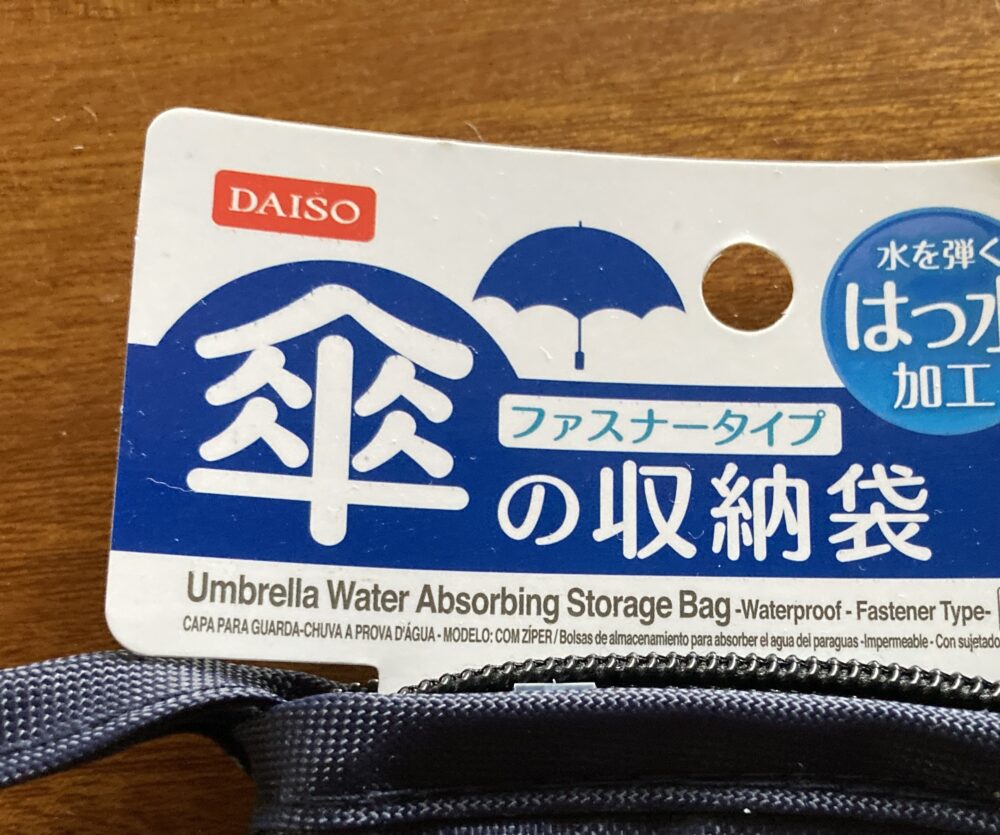 DAISO
水を弾く
はっ水
加工
傘
ファスナータイプ
の収納袋
Umbrella Water Absorbing Storage Bag -Waterproof - Fastener Type-
CAPA PARA GUARDA-CHUVA A PROVA D'ÁGUA - MODELO: COM ZÍPER / Bolsas de almacenamiento para absorber el agua del paraguas -Impermeable - Con